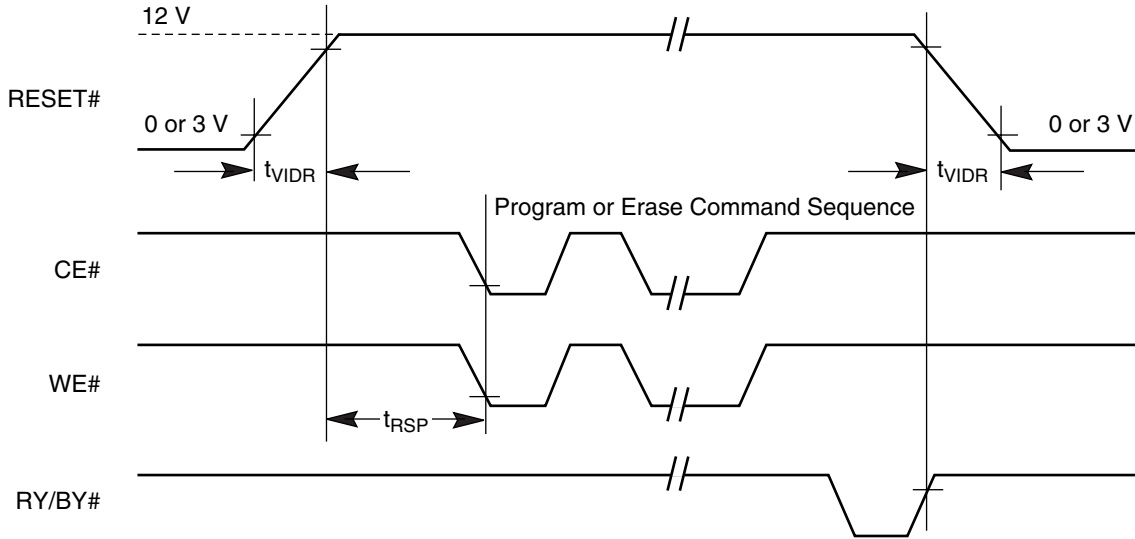 12 V
RESET#
0 or 3 V
0 or 3 V
tVIDR
tVIDR
Program or Erase Command Sequence
CE#
WE#
tRSP
RY/BY#